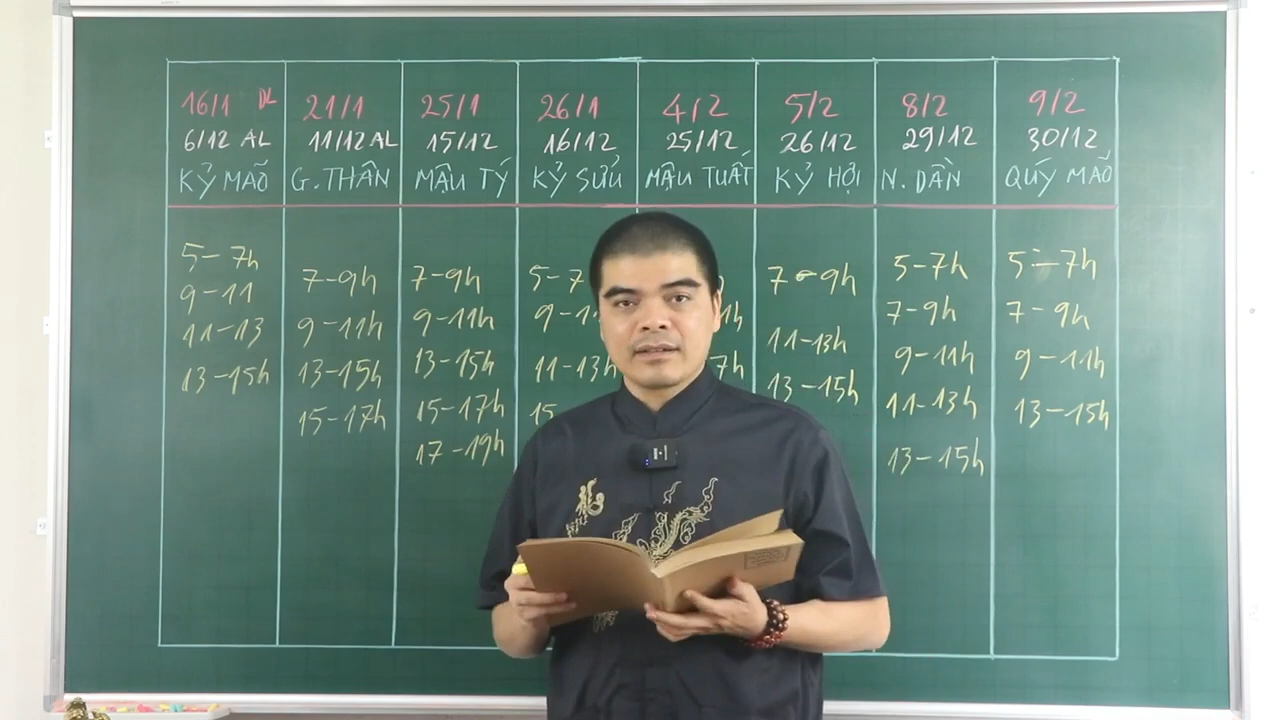 16/1 DL
6/12 AL
KỶ MÃO
5-7h
9-11
11-13
13-15h
21/1
11/12 AL
G. THÂN
7-9h
9-11h
13-15h
15-17h
25/1
15/12
MẬU TÝ
7-9h
9-11h
13-15h
15-17h
17-19h
26/1
16/12
KỶ SỬU
5-7
9-1
11-13h
15
4/2
25/12
MẬU TUẤT
1h
7h
5/2
26/12
KỶ HỢI
7-9h
11-13h
13-15h
8/2
29/12
N. DẦN
5-7h
7-9h
9-11h
11-13h
13-15h
9/2
30/12
QUÝ MÃO
5-7h
7-9h
9-11h
13-15h